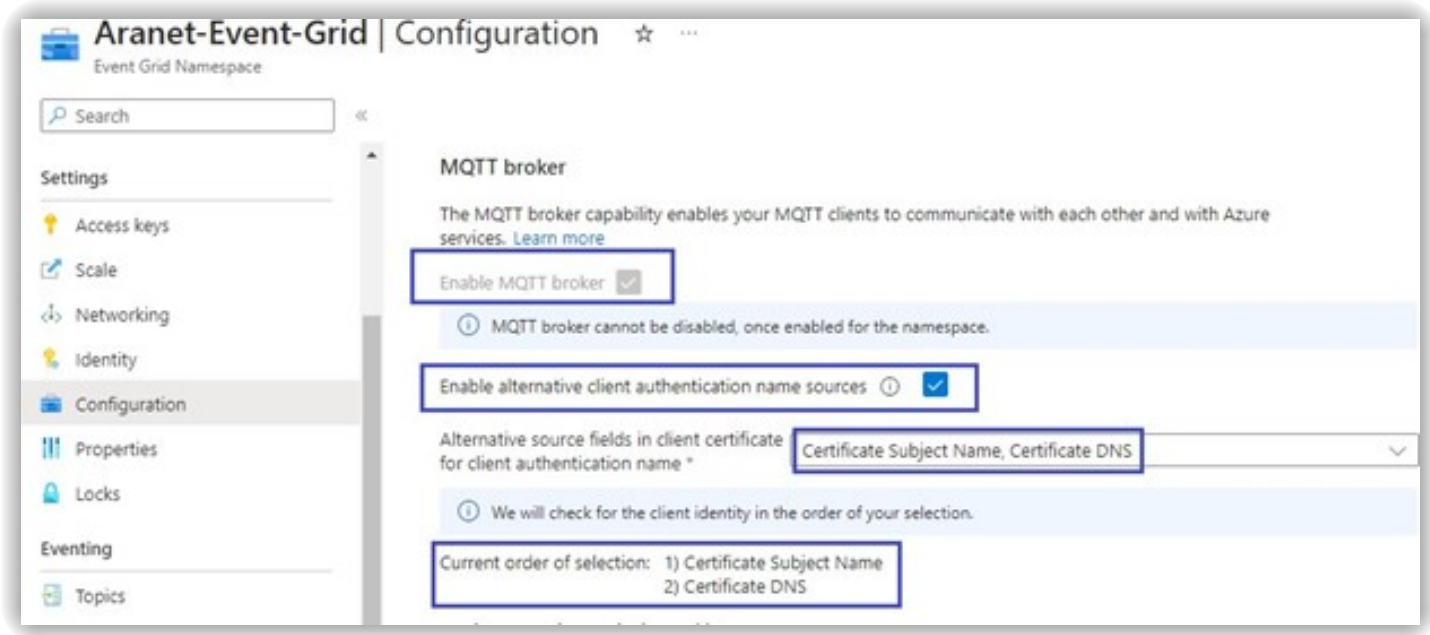 Aranet-Event-Grid | Configuration
Event Grid Namespace
Search
Settings
Access keys
Scale
Networking
Identity
Configuration
Properties
Locks
Eventing
Topics
MQTT broker
The MQTT broker capability enables your MQTT clients to communicate with each other and with Azure
services. Learn more
Enable MQTT broker
MQTT broker cannot be disabled, once enabled for the namespace.
Enable alternative client authentication name sources
Alternative source fields in client certificate
for client authentication name *
Certificate Subject Name, Certificate DNS
We will check for the client identity in the order of your selection.
Current order of selection: 1) Certificate Subject Name
2) Certificate DNS